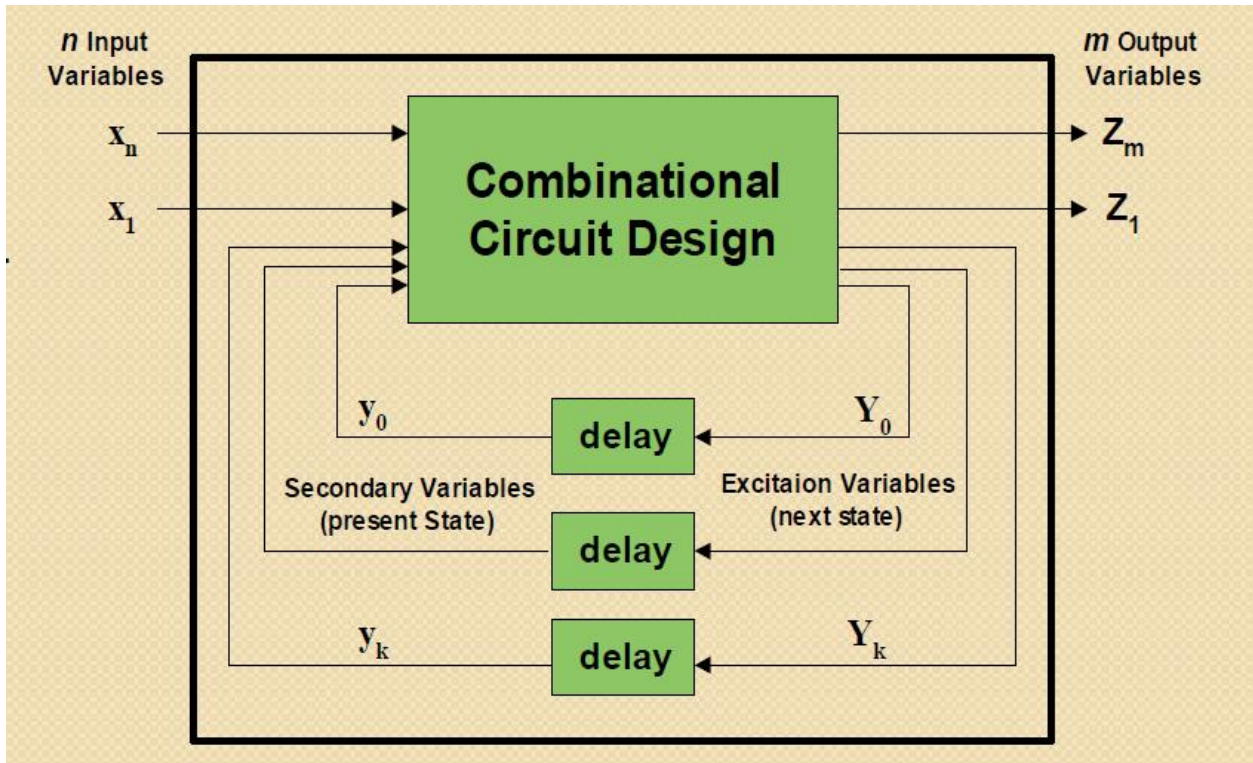 n Input
Variables
m Output
Variables
xn
x1
Combinational
Circuit Design
Zm
Z1
y0
delay
Y0
Secondary Variables
(present State)
Excitaion Variables
(next state)
delay
yk
delay
Yk